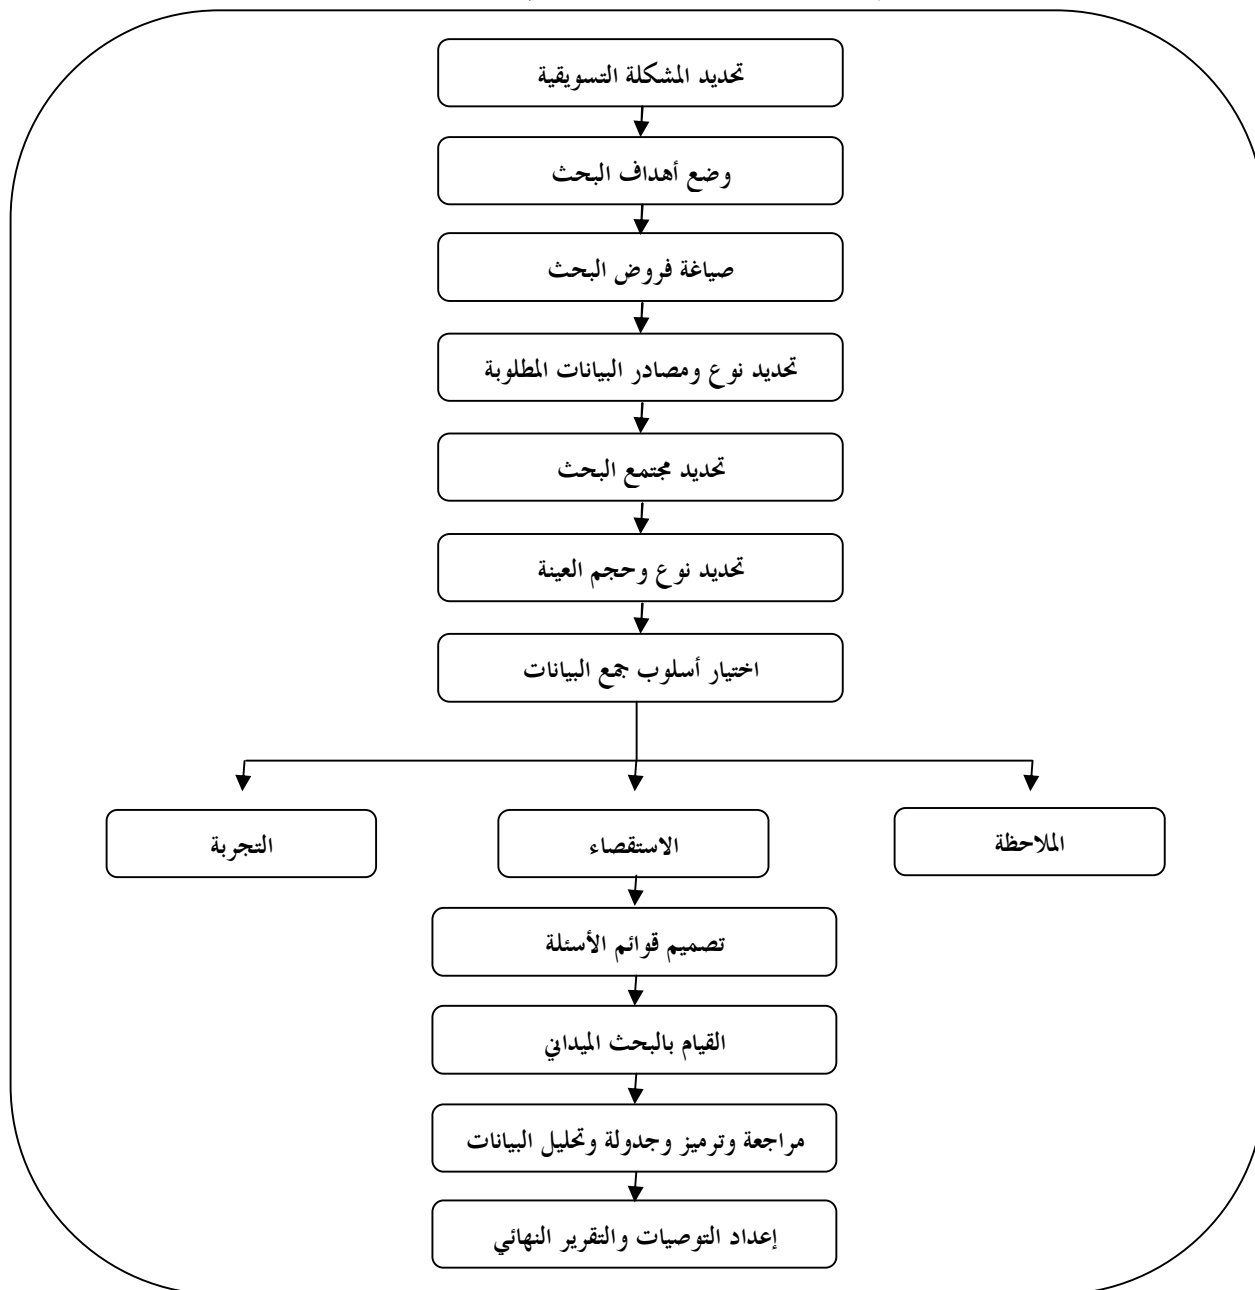 تحديد المشكلة التسويقية
وضع أهداف البحث
صياغة فروض البحث
تحديد نوع ومصادر البيانات المطلوبة
تحديد مجتمع البحث
تحديد نوع وحجم العينة
اختيار أسلوب جمع البيانات
الملاحظة
الاستقصاء
التجربة
تصميم قوائم الأسئلة
القيام بالبحث الميداني
مراجعة وترميز وجدولة وتحليل البيانات
إعداد التوصيات والتقرير النهائي